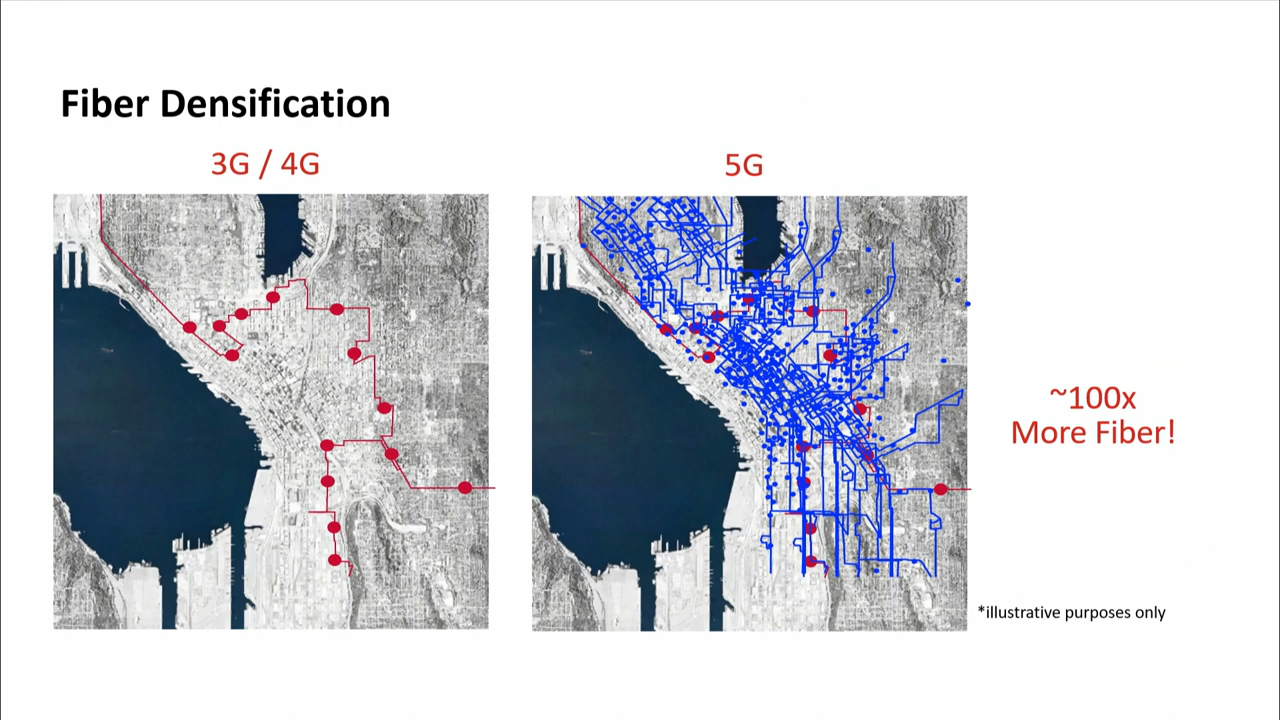 Fiber Densification
3G / 4G
5G
~100x
More Fiber!
*illustrative purposes only